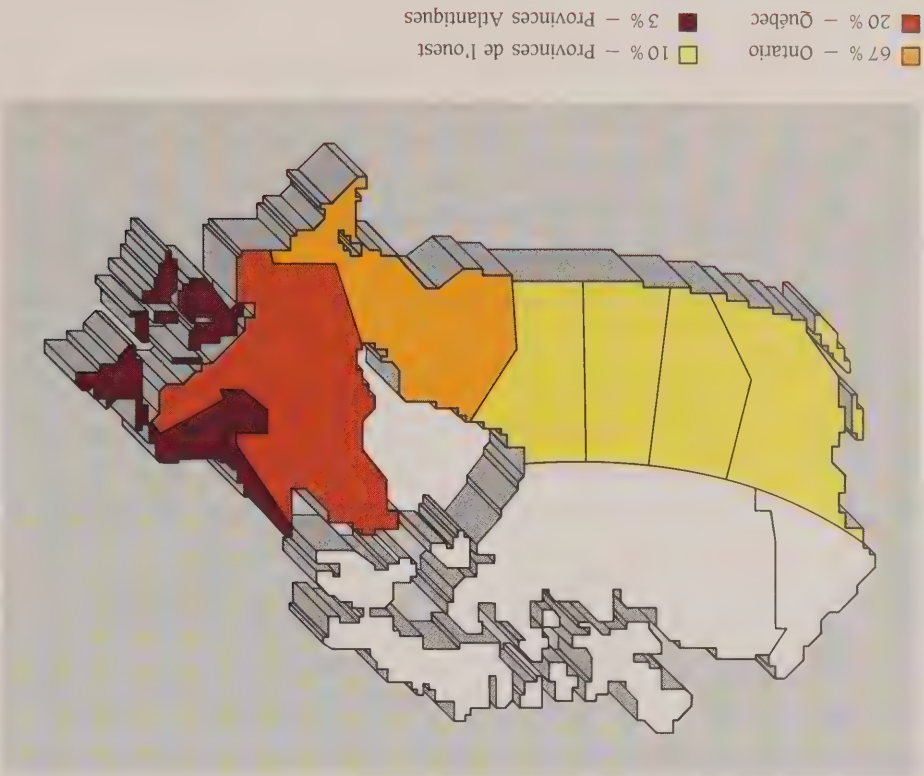 67 % – Ontario 10 % – Provinces de l'ouest
20 % – Québec 3 % – Provinces Atlantiques